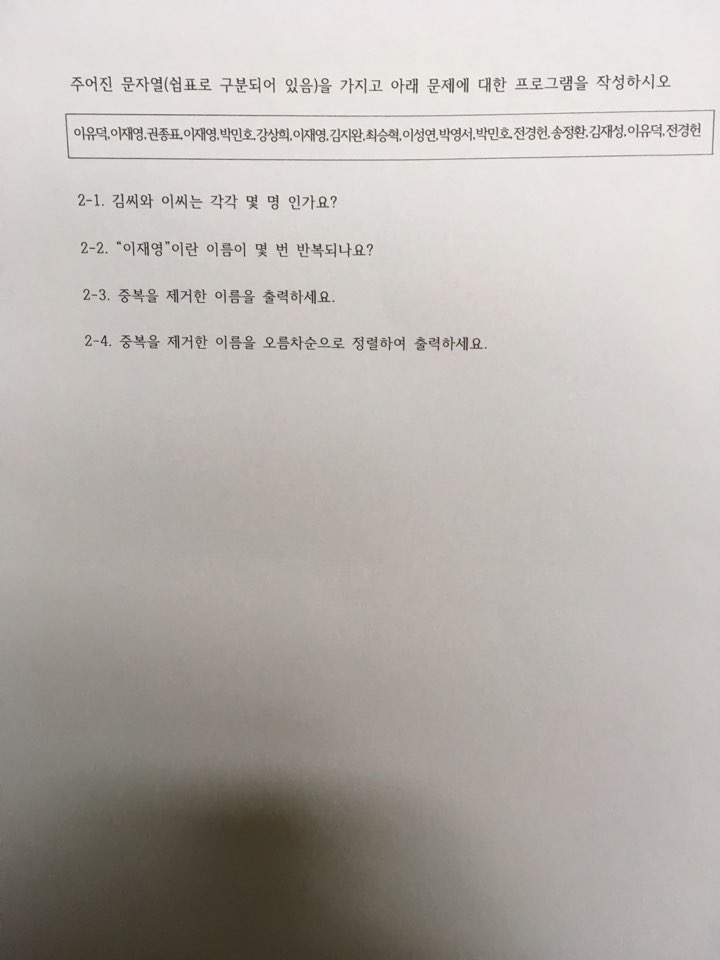 주어진 문자열(쉼표로 구분되어 있음)을 가지고 아래 문제에 대한 프로그램을 작성하시오
이유덕,이재영,권종표,이재영,박민호,강상희,이재영,김지완,최승혁,이성연,박영서,박민호,전경헌,송정환,김재성,이유덕,전경헌
2-1. 김씨와 이씨는 각각 몇 명 인가요?
2-2. “이재영”이란 이름이 몇 번 반복되나요?
2-3. 중복을 제거한 이름을 출력하세요.
2-4. 중복을 제거한 이름을 오름차순으로 정렬하여 출력하세요.